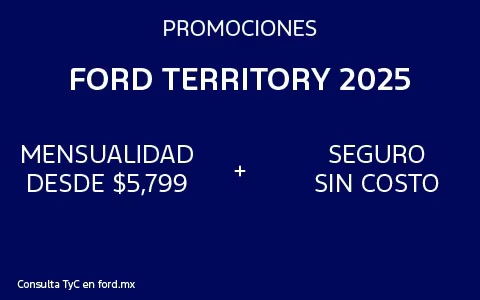 PROMOCIONES
FORD TERRITORY 2025
MENSUALIDAD
DESDE $5,799
+
SEGURO
SIN COSTO
Consulta TyC en ford.mx